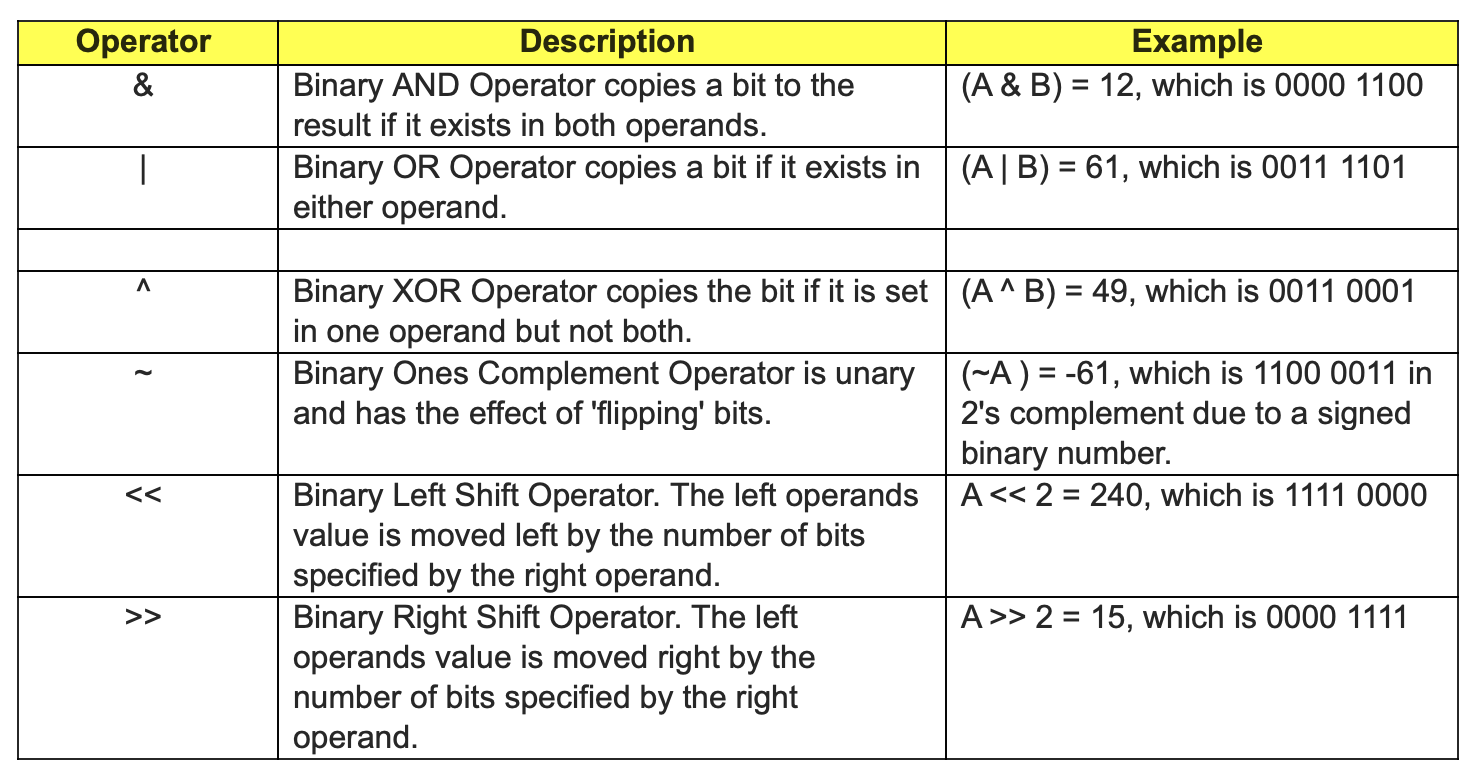 Operator Description Example
& Binary AND Operator copies a bit to the (A & B) = 12, which is 0000 1100
result if it exists in both operands.
| Binary OR Operator copies a bit if it exists in (A | B) = 61, which is 0011 1101
either operand.
^ Binary XOR Operator copies the bit if it is set (A ^ B) = 49, which is 0011 0001
in one operand but not both.
~ Binary Ones Complement Operator is unary (~A ) = -61, which is 1100 0011 in
and has the effect of 'flipping' bits. 2's complement due to a signed
binary number.
<< Binary Left Shift Operator. The left operands A << 2 = 240, which is 1111 0000
value is moved left by the number of bits
specified by the right operand.
>> Binary Right Shift Operator. The left A >> 2 = 15, which is 0000 1111
operands value is moved right by the
number of bits specified by the right
operand.